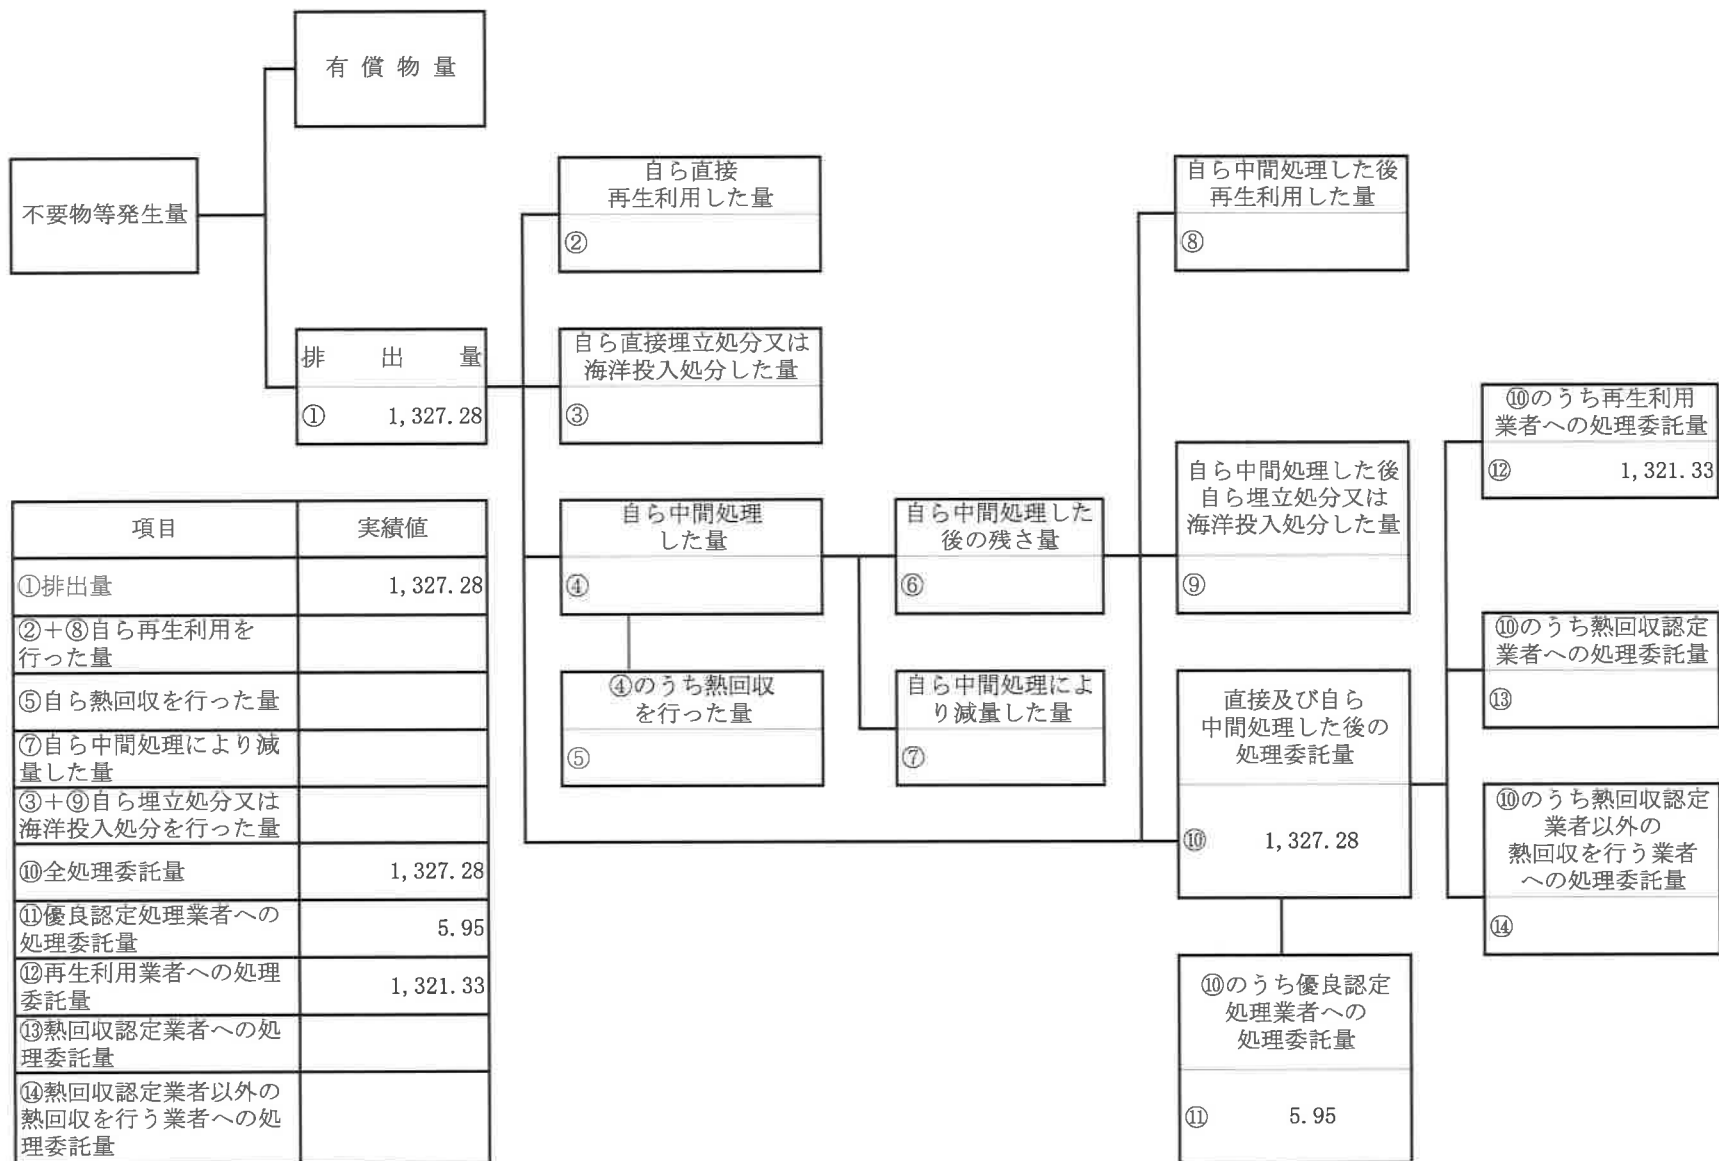 有償物量
不要物等発生量
排出量
① 1,327.28
自ら直接
再生利用した量
②
自ら直接埋立処分又は
海洋投入処分した量
③
自ら中間処理
した量
④
④のうち熱回収
を行った量
⑤
自ら中間処理した
後の残さ量
⑥
自ら中間処理によ
り減量した量
⑦
自ら中間処理した後
再生利用した量
⑧
自ら中間処理した後
自ら埋立処分又は
海洋投入処分した量
⑨
直接及び自ら
中間処理した後の
処理委託量
⑩ 1,327.28
⑩のうち優良認定
処理業者への
処理委託量
⑪ 5.95
⑩のうち再生利用
業者への処理委託量
⑫ 1,321.33
⑩のうち熱回収認定
業者への処理委託量
⑬
⑩のうち熱回収認定
業者以外の
熱回収を行う業者
への処理委託量
⑭
項目 実績値
①排出量 1,327.28
②+⑧自ら再生利用を
行った量
⑤自ら熱回収を行った量
⑦自ら中間処理により減
量した量
③+⑨自ら埋立処分又は
海洋投入処分を行った量
⑩全処理委託量 1,327.28
⑪優良認定処理業者への
処理委託量 5.95
⑫再生利用業者への処理
委託量 1,321.33
⑬熱回収認定業者への処
理委託量
⑭熱回収認定業者以外の
熱回収を行う業者への処
理委託量